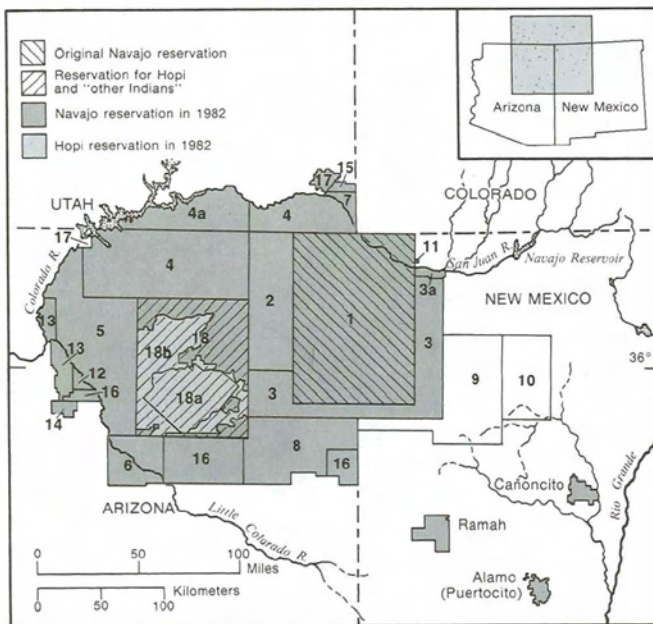 Original Navajo reservation
Reservation for Hopi
and "other Indians"
Navajo reservation in 1982
Hopi reservation in 1982
Arizona
New Mexico
15
17
7
COLORADO
UTAH
4a
4
17
11
San Juan R.
Navajo Reservoir
Colorado R.
4
3a
NEW MEXICO
2
1
13
5
18
3
18b
36°
13
9
10
12
18a
3
16
14
8
6
16
16
Cañoncito
ARIZONA
Little Colorado R.
Rio Grande
Ramah
0
50
100
Miles
Alamo
(Puertocito)
Kilometers
0
50
100